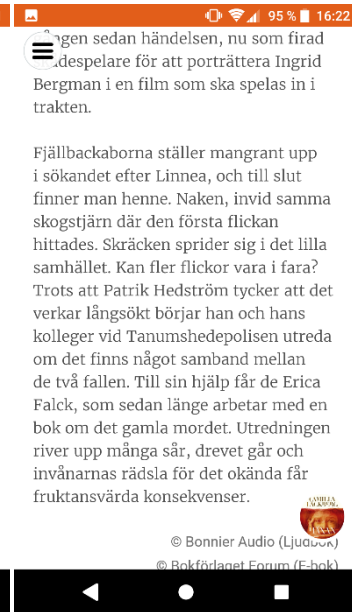 95 % 16:22
sedan händelsen, nu som firad
för att porträttera Ingrid
Bergman i en film som ska spelas in i
trakten.
Fjällbackaborna ställer mangrant upp
i sökandet efter Linnea, och till slut
finner man henne. Naken, invid samma
skogstjärn där den första flickan
hittades. Skräcken sprider sig i det lilla
samhället. Kan fler flickor vara i fara?
Trots att Patrik Hedström tycker att det
verkar långsökt börjar han och hans
kolleger vid Tanumshedepolisen utreda
om det finns något samband mellan
de två fallen. Till sin hjälp får de Erica
Falck, som sedan länge arbetar med en
bok om det gamla mordet. Utredningen
river upp många sår, drevet går och
invånarnas rädsla för det okända får
fruktansvärda konsekvenser.
CAMILLA
LÄCKBERG
© Bonnier Audio (Ljudbok)
© Bokförlaget Forum (E-bok)